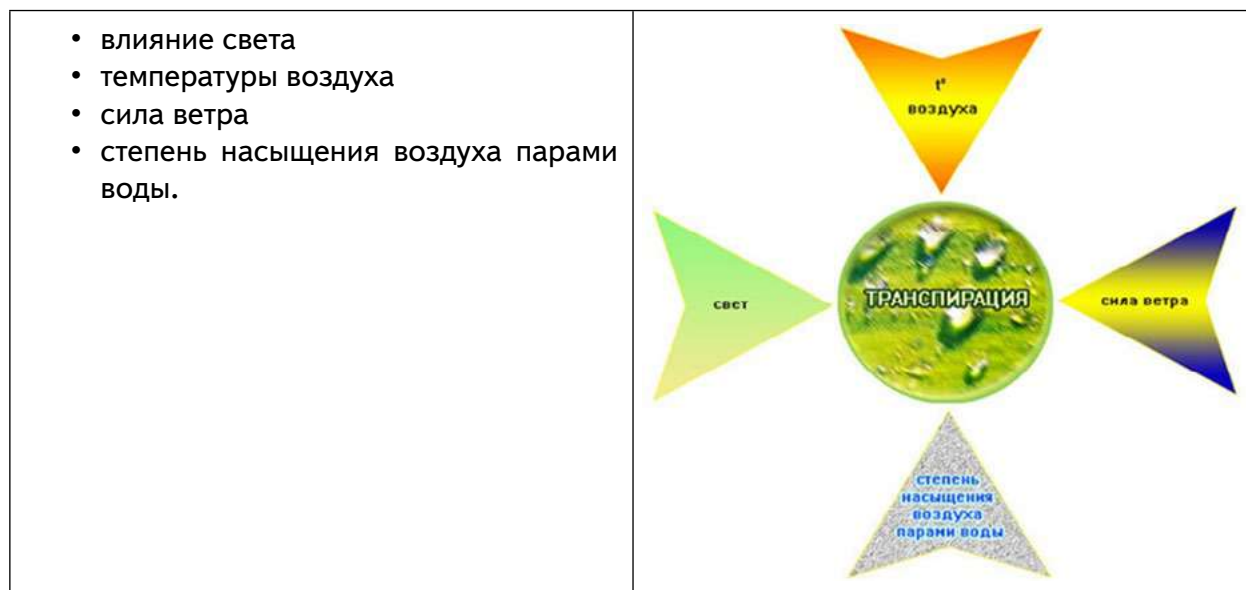 • влияние света
• температуры воздуха
• сила ветра
• степень насыщения воздуха парами
воды.
t°
воздуха
свет
ТРАНСПИРАЦИЯ
сила ветра
степень
насыщения
воздуха
парами воды